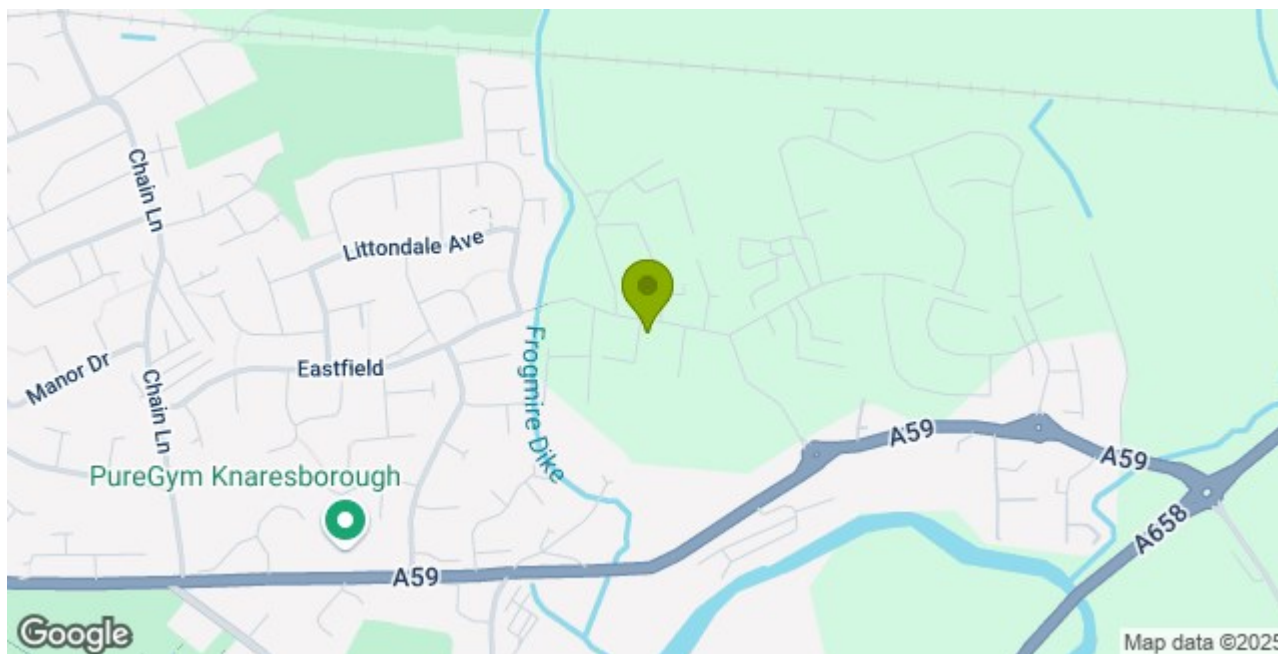 Chain Ln
Littondale Ave
Manor Dr
Eastfield
Chain Ln
Frogmire Dike
PureGym Knaresborough
A59
A59
A59
A658
Google
Map data ©2025